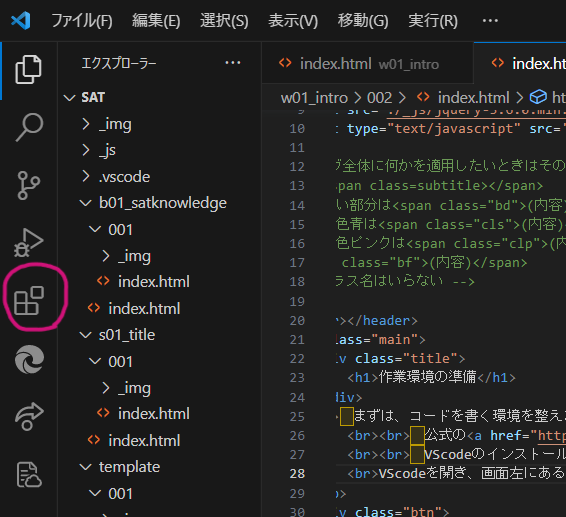 ファイル(F) 編集(E) 選択(S) 表示(V) 移動(G) 実行(R) ···
エクスプローラー ···
SAT
_img
_js
.vscode
b01_satknowledge
001
_img
index.html
index.html
s01_title
001
_img
index.html
index.html
template
001
index.html w01_intro
index.htm
w01_intro > 002 > index.html > ht
10 t type="text/javascript" src="
11
12 グ全体に何かを適用したいときはその
13 pan class=subtitle></span>
14 い部分は<span class="bd">(内容)
15 色青は<span class="cls">(内容)
16 色ピンクは<span class="clp">(内
17 class="bf">(内容)</span>
18 ラス名はいらない -->
19
20 r></header>
21 lass="main">
22 iv class="title">
23 <h1>作業環境の準備</h1>
24 div>
25 > まずは、コードを書く環境を整え
26 <br><br> 公式の<a href="http
27 <br><br> VScodeのインストール
28 <br>VScodeを開き、画面左にある
29 p>
30 iv class="btn">